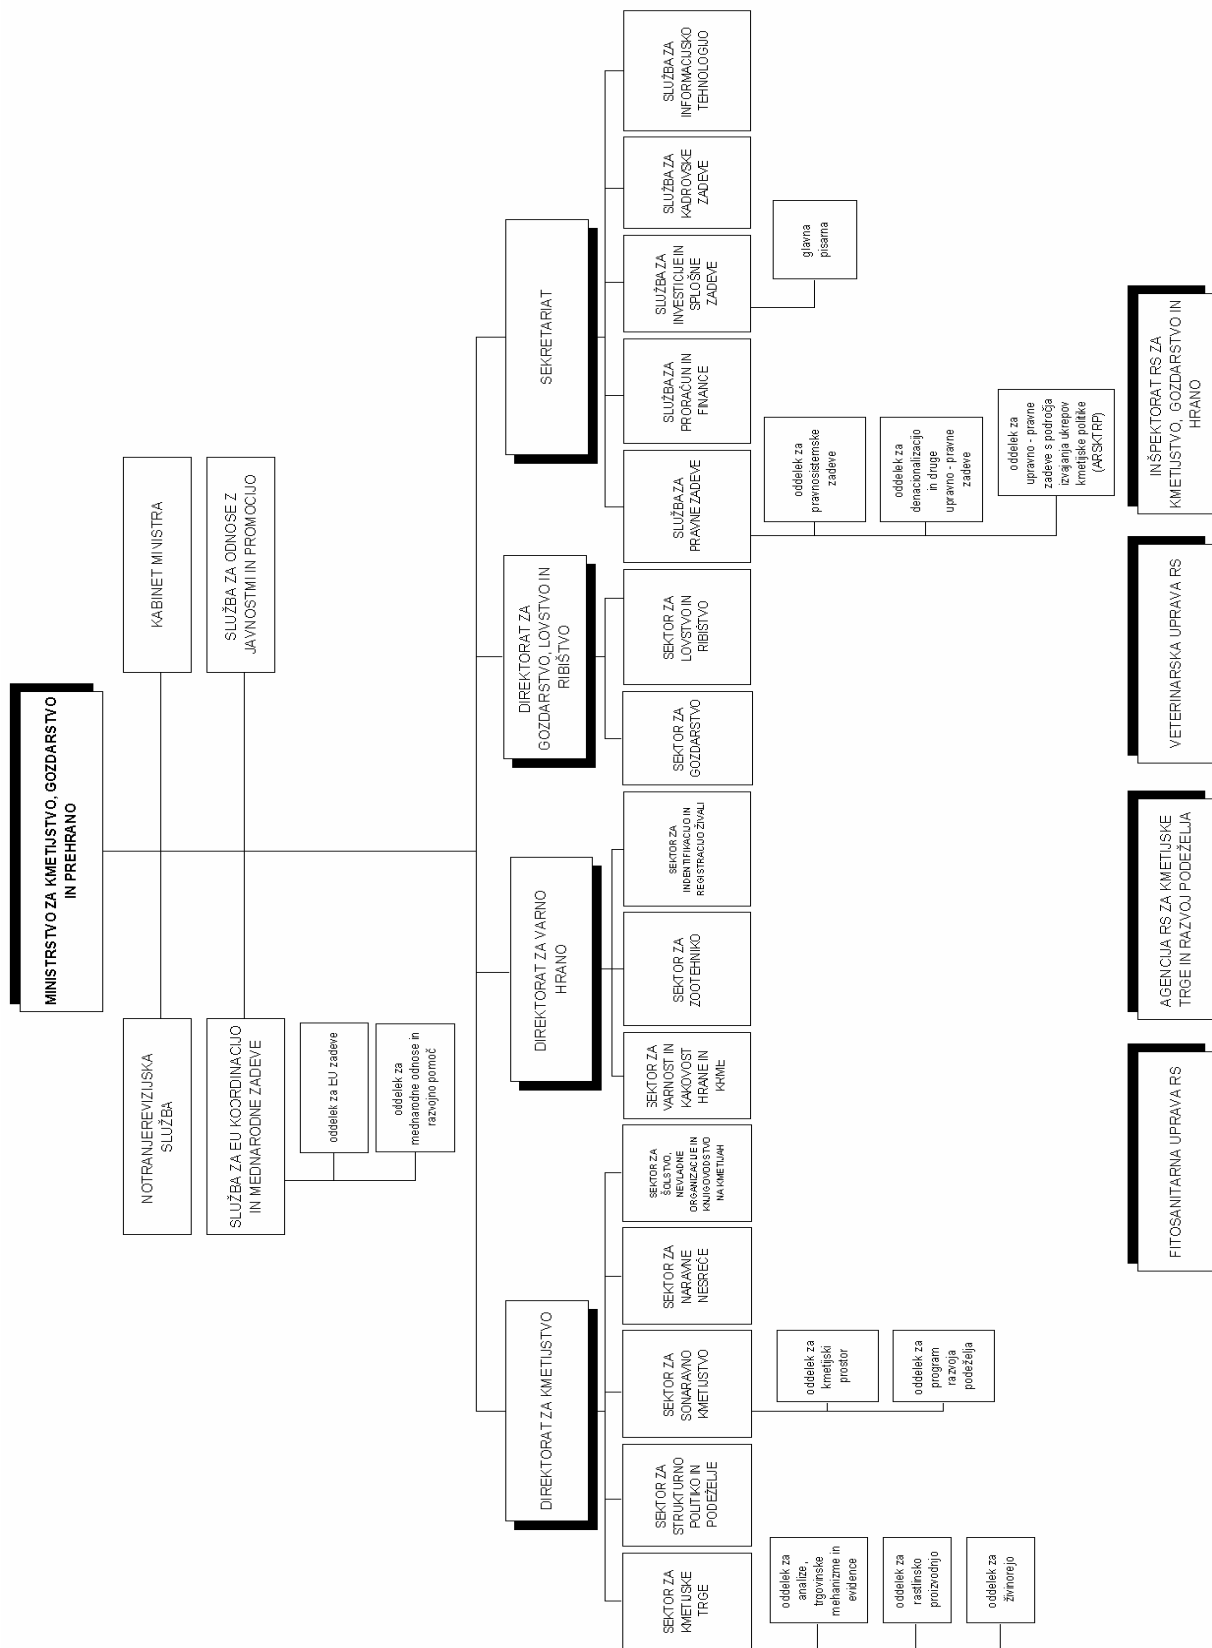 MINISTRSTVO ZA KMETIJSTVO, GOZDARSTVO
IN PREHRANO
NOTRANJEREVIZIJSKA
SLUŽBA
KABINET MINISTRA
SLUŽBA ZA EU KOORDINACIJO
IN MEDNARODNE ZADEVE
SLUŽBA ZA ODNOSE Z
JAVNOSTMI IN PROMOCIJO
oddelek za EU zadeve
oddelek za
mednarodne odnose in
razvojno pomoč
DIREKTORAT ZA KMETIJSTVO
DIREKTORAT ZA VARNO
HRANO
DIREKTORAT ZA
GOZDARSTVO, LOVSTVO IN
RIBIŠTVO
SEKRETARIAT
SEKTOR ZA
KMETIJSKE
TRGE
SEKTOR ZA
STRUKTURNO
POLITIKO IN
PODEŽELJE
SEKTOR ZA
SONARAVNO
KMETIJSTVO
SEKTOR ZA
NARAVNE
NESREČE
SEKTOR ZA
ŠOLSTVO,
NEVLADNE
ORGANIZACIJE IN
KNJIGOVODSTVO
NA KMETIJAH
SEKTOR ZA
VARNOST IN
KAKOVOST
HRANE IN
KRME
SEKTOR ZA
ZOOTEHNIKO
SEKTOR ZA
INDENTIFIKACIJO IN
REGISTRACIJO ŽIVALI
SEKTOR ZA
GOZDARSTVO
SEKTOR ZA
LOVSTVO IN
RIBIŠTVO
SLUŽBA ZA
PRAVNE ZADEVE
SLUŽBA ZA
PRORAČUN IN
FINANCE
SLUŽBA ZA
INVESTICIJE IN
SPLOŠNE
ZADEVE
SLUŽBA ZA
KADROVSKE
ZADEVE
SLUŽBA ZA
INFORMACIJSKO
TEHNOLOGIJO
oddelek za
analize,
trgovinske
mehanizme in
evidence
oddelek za
rastlinsko
proizvodnjo
oddelek za
živinorejo
oddelek za
kmetijski
prostor
oddelek za
program
razvoja
podeželja
oddelek za
pravnosistemske
zadeve
oddelek za
denacionalizacijo
in druge
upravno - pravne
zadeve
oddelek za
upravno - pravne
zadeve s področja
izvajanja ukrepov
kmetijske politike
(ARSKTRP)
glavna
pisarna
FITOSANITARNA UPRAVA RS
AGENCIJA RS ZA KMETIJSKE
TRGE IN RAZVOJ PODEŽELJA
VETERINARSKA UPRAVA RS
INŠPEKTORAT RS ZA
KMETIJSTVO, GOZDARSTVO IN
HRANO